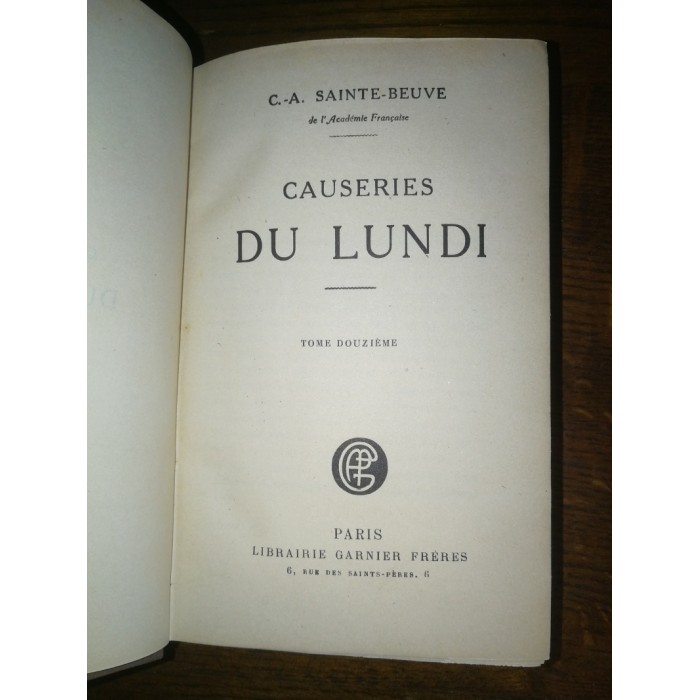 C.-A. SAINTE-BEUVE
de l'Académie Française
CAUSERIES
DU LUNDI
TOME DOUZIÈME
PARIS
LIBRAIRIE GARNIER FRÈRES
6, RUE DES SAINTS-PÈRES, 6